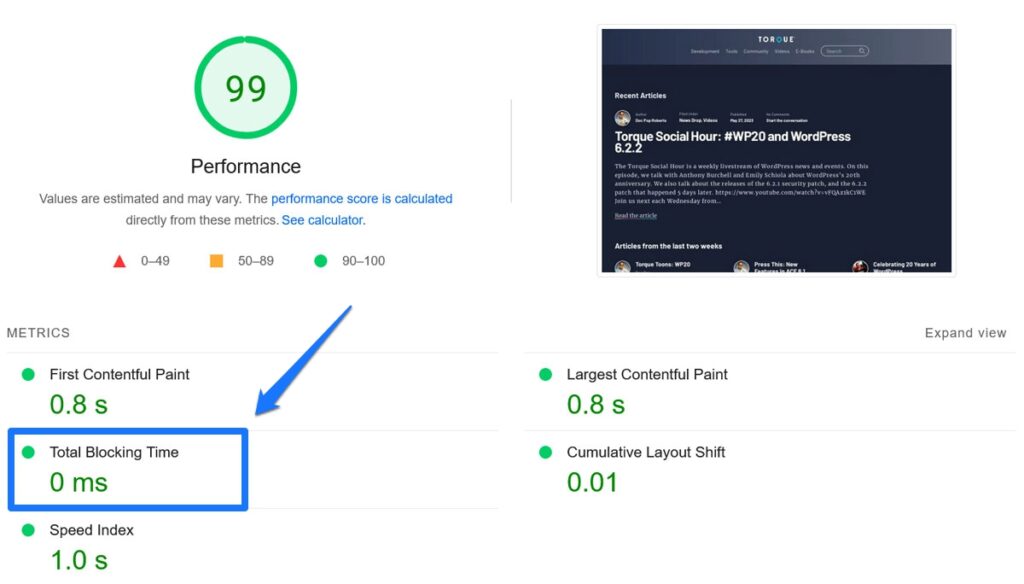 99
Performance
Values are estimated and may vary. The performance score is calculated
directly from these metrics. See calculator.
0–49
50–89
90–100
TORQUE
Development Tools Community Videos E-Books Search
Recent Articles
Author
Doc Pop Roberts
Filed Under
News Drop, Videos
Published
May 27, 2023
No Comments
Start the conversation
Torque Social Hour: #WP20 and WordPress
6.2.2
The Torque Social Hour is a weekly livestream of WordPress news and events. On this
episode, we talk with Anthony Burchell and Emily Schiola about WordPress's 20th
anniversary. We also talk about the releases of the 6.2.1 security patch, and the 6.2.2
patch that happened 5 days later.
Join us next each Wednesday from...
Read the article
Articles from the last two weeks
Torque Toons: WP20
Press This: New
Features in ACF 6.1
Celebrating 20 Years of
WordPress
METRICS
Expand view
First Contentful Paint
0.8 s
Largest Contentful Paint
0.8 s
Total Blocking Time
0 ms
Cumulative Layout Shift
0.01
Speed Index
1.0 s